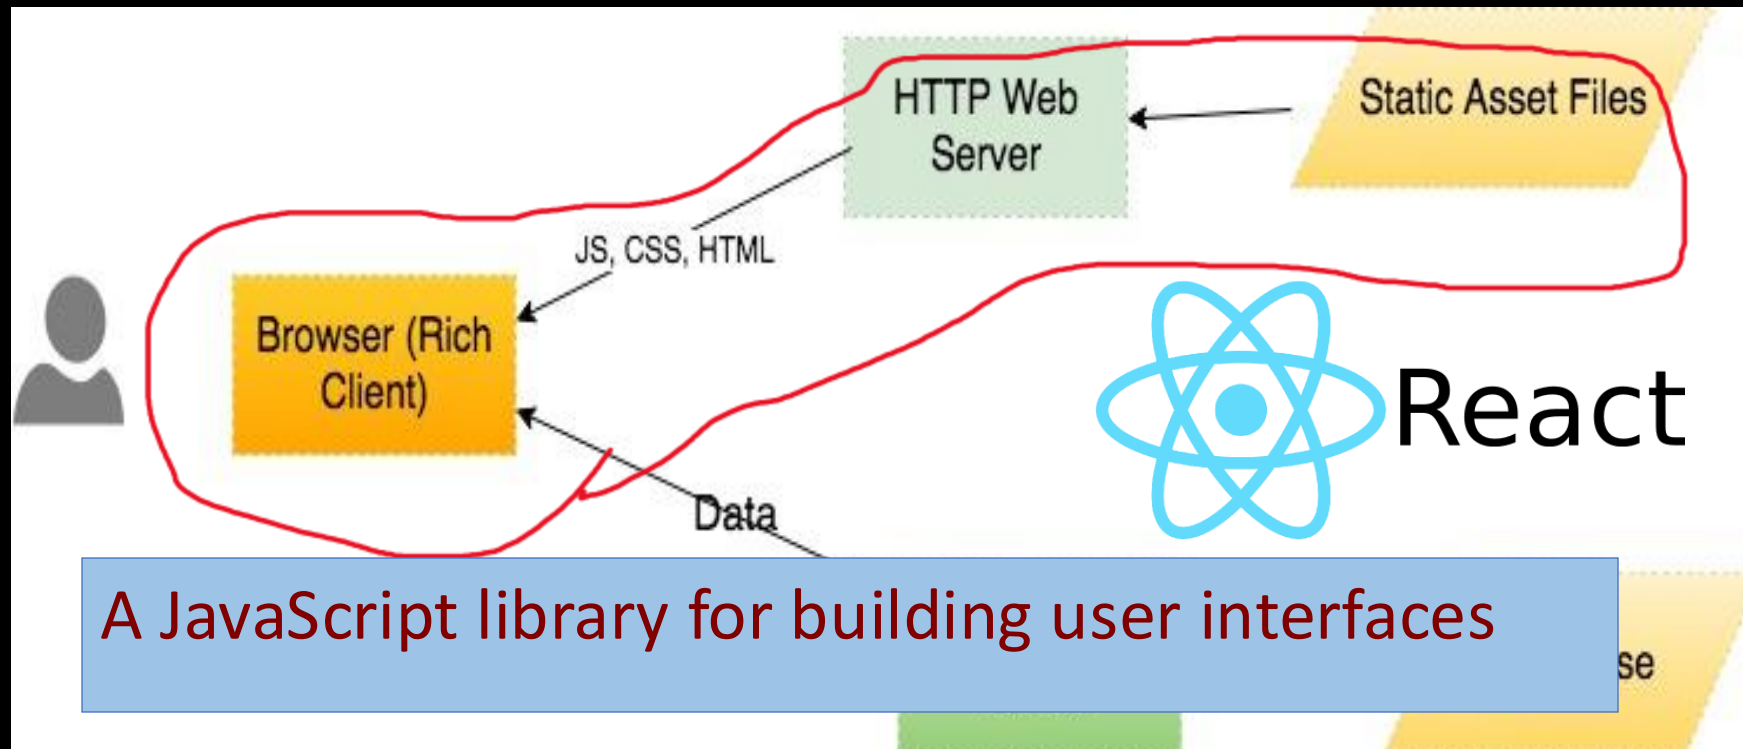 HTTP Web
Server
Static Asset Files
JS, CSS, HTML
Browser (Rich
Client)
React
Data
A JavaScript library for building user interfaces
se